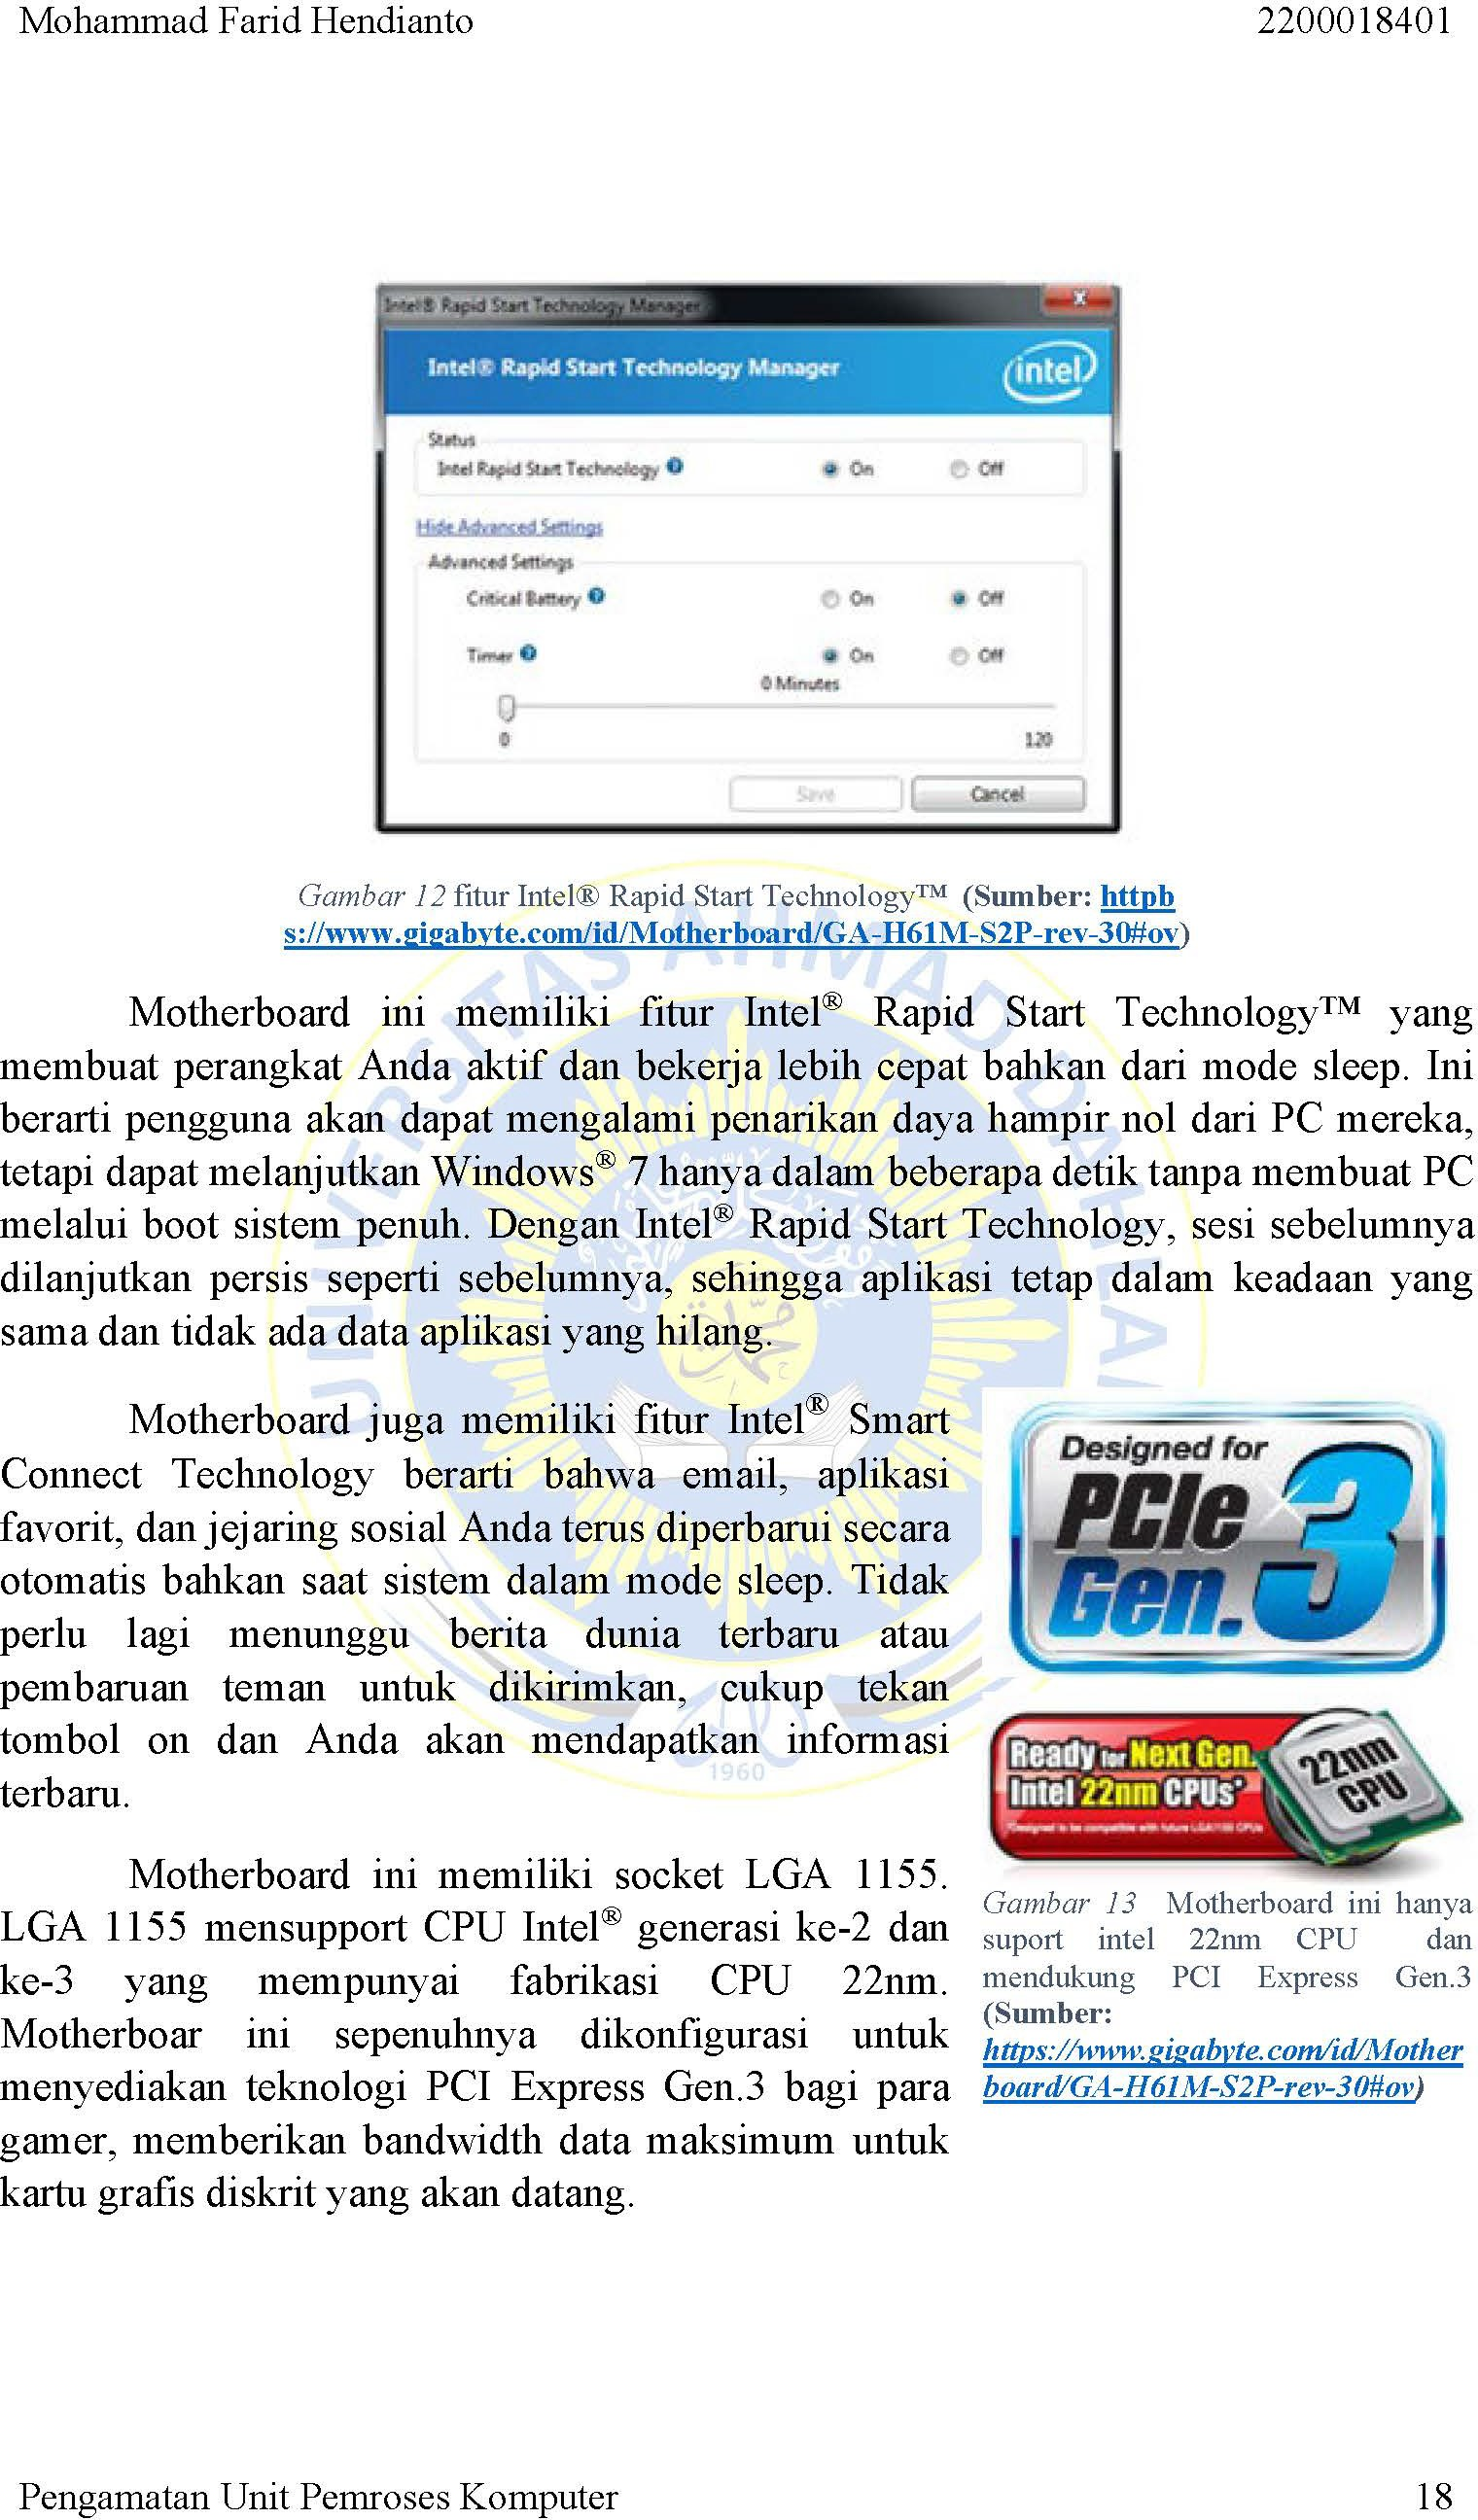 Mohammad Farid Hendianto 2200018401
Intel® Rapid Start Technology Manager
Intel® Rapid Start Technology Manager
intel
Status
Intel Rapid Start Technology On Off
Hide Advanced Settings
Advanced Settings
Critical Battery On Off
Timer On Off
0 Minutes
0 120
Save Cancel
Gambar 12 fitur Intel® Rapid Start Technology™ (Sumber: httpb
s://www.gigabyte.com/id/Motherboard/GA-H61M-S2P-rev-30#ov)
Motherboard ini memiliki fitur Intel® Rapid Start Technology™ yang
membuat perangkat Anda aktif dan bekerja lebih cepat bahkan dari mode sleep. Ini
berarti pengguna akan dapat mengalami penarikan daya hampir nol dari PC mereka,
tetapi dapat melanjutkan Windows® 7 hanya dalam beberapa detik tanpa membuat PC
melalui boot sistem penuh. Dengan Intel® Rapid Start Technology, sesi sebelumnya
dilanjutkan persis seperti sebelumnya, sehingga aplikasi tetap dalam keadaan yang
sama dan tidak ada data aplikasi yang hilang.
Motherboard juga memiliki fitur Intel® Smart
Connect Technology berarti bahwa email, aplikasi
favorit, dan jejaring sosial Anda terus diperbarui secara
otomatis bahkan saat sistem dalam mode sleep. Tidak
perlu lagi menunggu berita dunia terbaru atau
pembaruan teman untuk dikirimkan, cukup tekan
tombol on dan Anda akan mendapatkan informasi
terbaru.
Motherboard ini memiliki socket LGA 1155.
LGA 1155 mensupport CPU Intel® generasi ke-2 dan
ke-3 yang mempunyai fabrikasi CPU 22nm.
Motherboar ini sepenuhnya dikonfigurasi untuk
menyediakan teknologi PCI Express Gen.3 bagi para
gamer, memberikan bandwidth data maksimum untuk
kartu grafis diskrit yang akan datang.
Designed for
PCIe
Gen. 3
Ready for Next Gen.
Intel 22nm CPUs*
*Designed to be compatible with future LGA1155 CPUs
22nm
CPU
Gambar 13 Motherboard ini hanya
suport intel 22nm CPU dan
mendukung PCI Express Gen.3
(Sumber:
https://www.gigabyte.com/id/Mother
board/GA-H61M-S2P-rev-30#ov)
UNIVERSITAS AHMAD DAHLAN
1960
Pengamatan Unit Pemroses Komputer 18